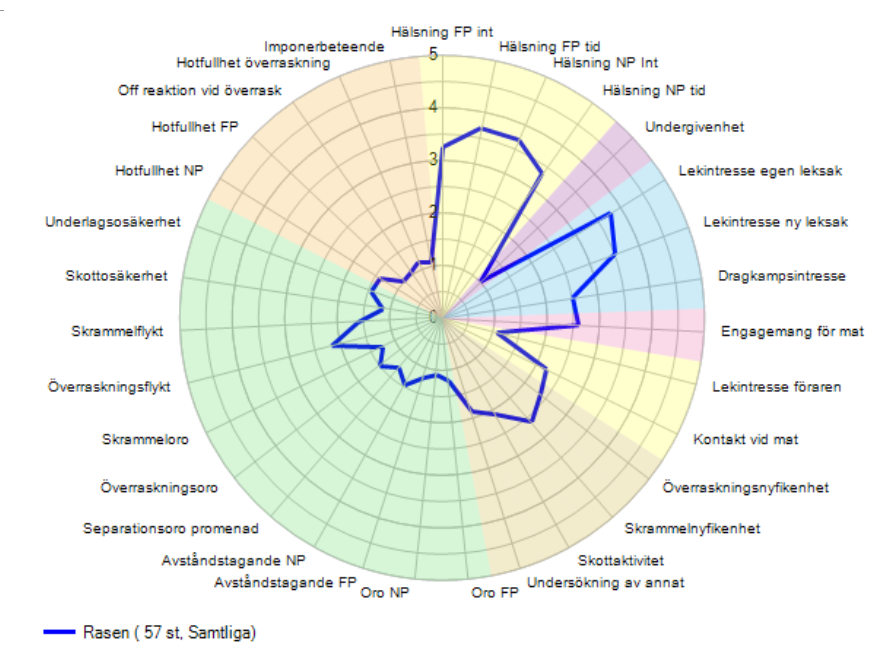 Hälsning FP int
Imponerbeteende
Hälsning FP tid
Hotfullhet överraskning
Hälsning NP Int
Off reaktion vid överrask
Hälsning NP tid
Hotfullhet FP
Undergivenhet
Hotfullhet NP
Lekintresse egen leksak
Underlagsosäkerhet
Lekintresse ny leksak
Skottosäkerhet
Dragkampsintresse
Skrammelflykt
Engagemang för mat
Överraskningsflykt
Lekintresse föraren
Skrammeloro
Kontakt vid mat
Överraskningsoro
Överraskningsnyfikenhet
Separationsoro promenad
Skrammelnyfikenhet
Avståndstagande NP
Skottaktivitet
Avståndstagande FP
Undersökning av annat
Oro NP
Oro FP
5
4
3
2
1
0
Rasen ( 57 st, Samtliga)